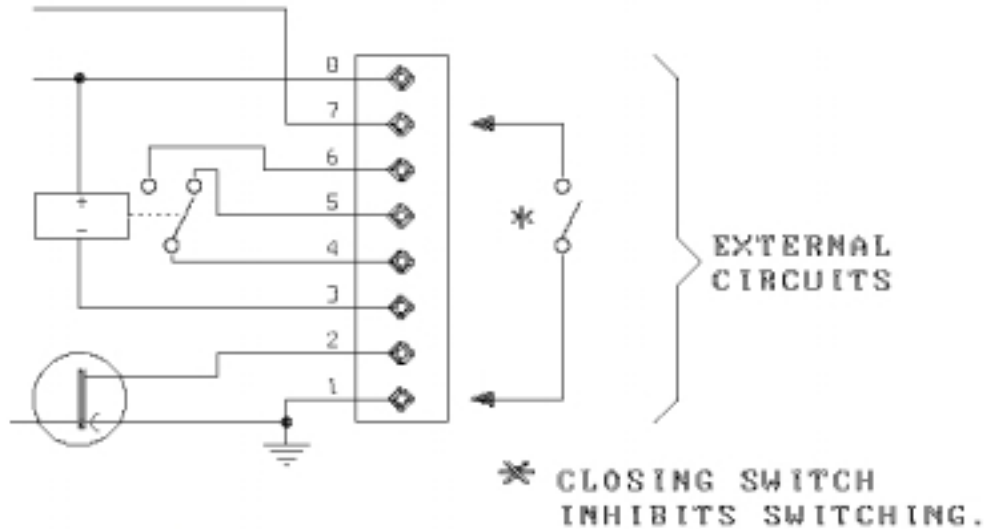 8
7
6
5
4
3
2
1
+
-
*
EXTERNAL
CIRCUITS
* CLOSING SWITCH
INHIBITS SWITCHING.